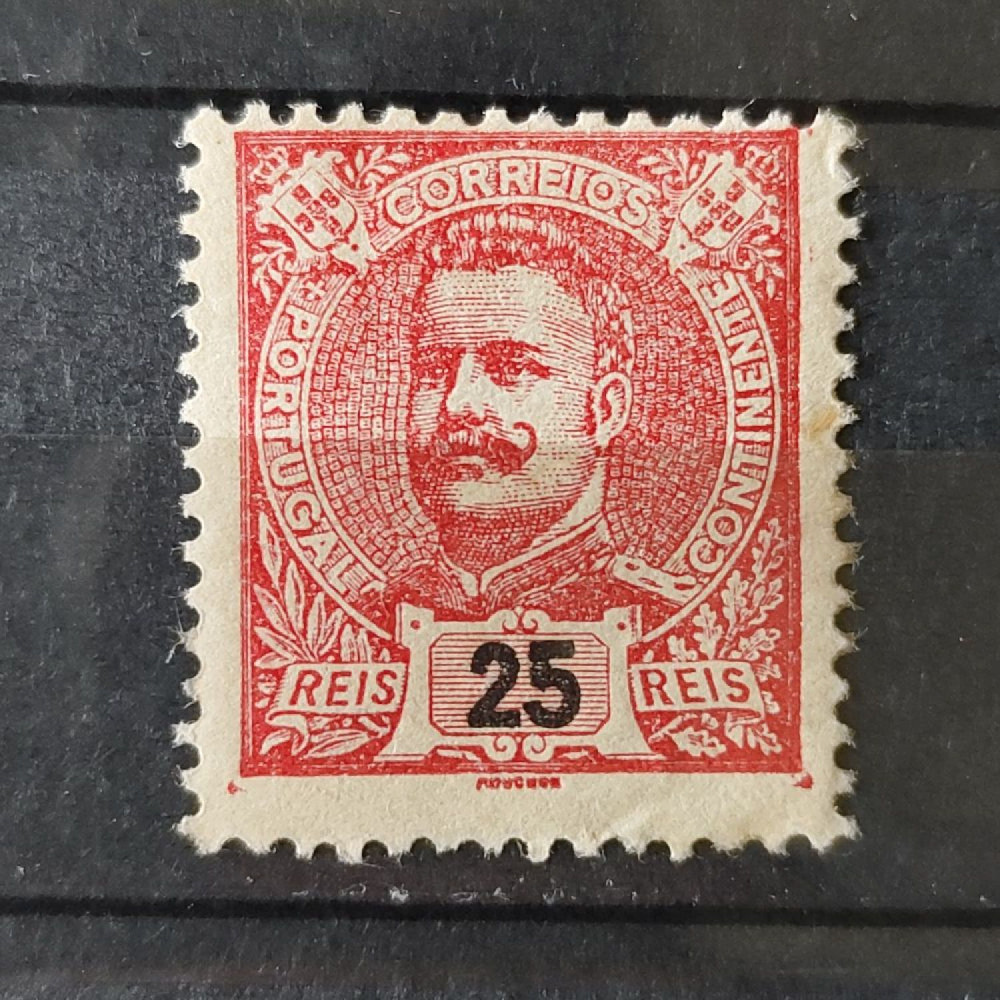 CORREIOS
+ PORTUGAL
CONTINENTE
REIS 25 REIS